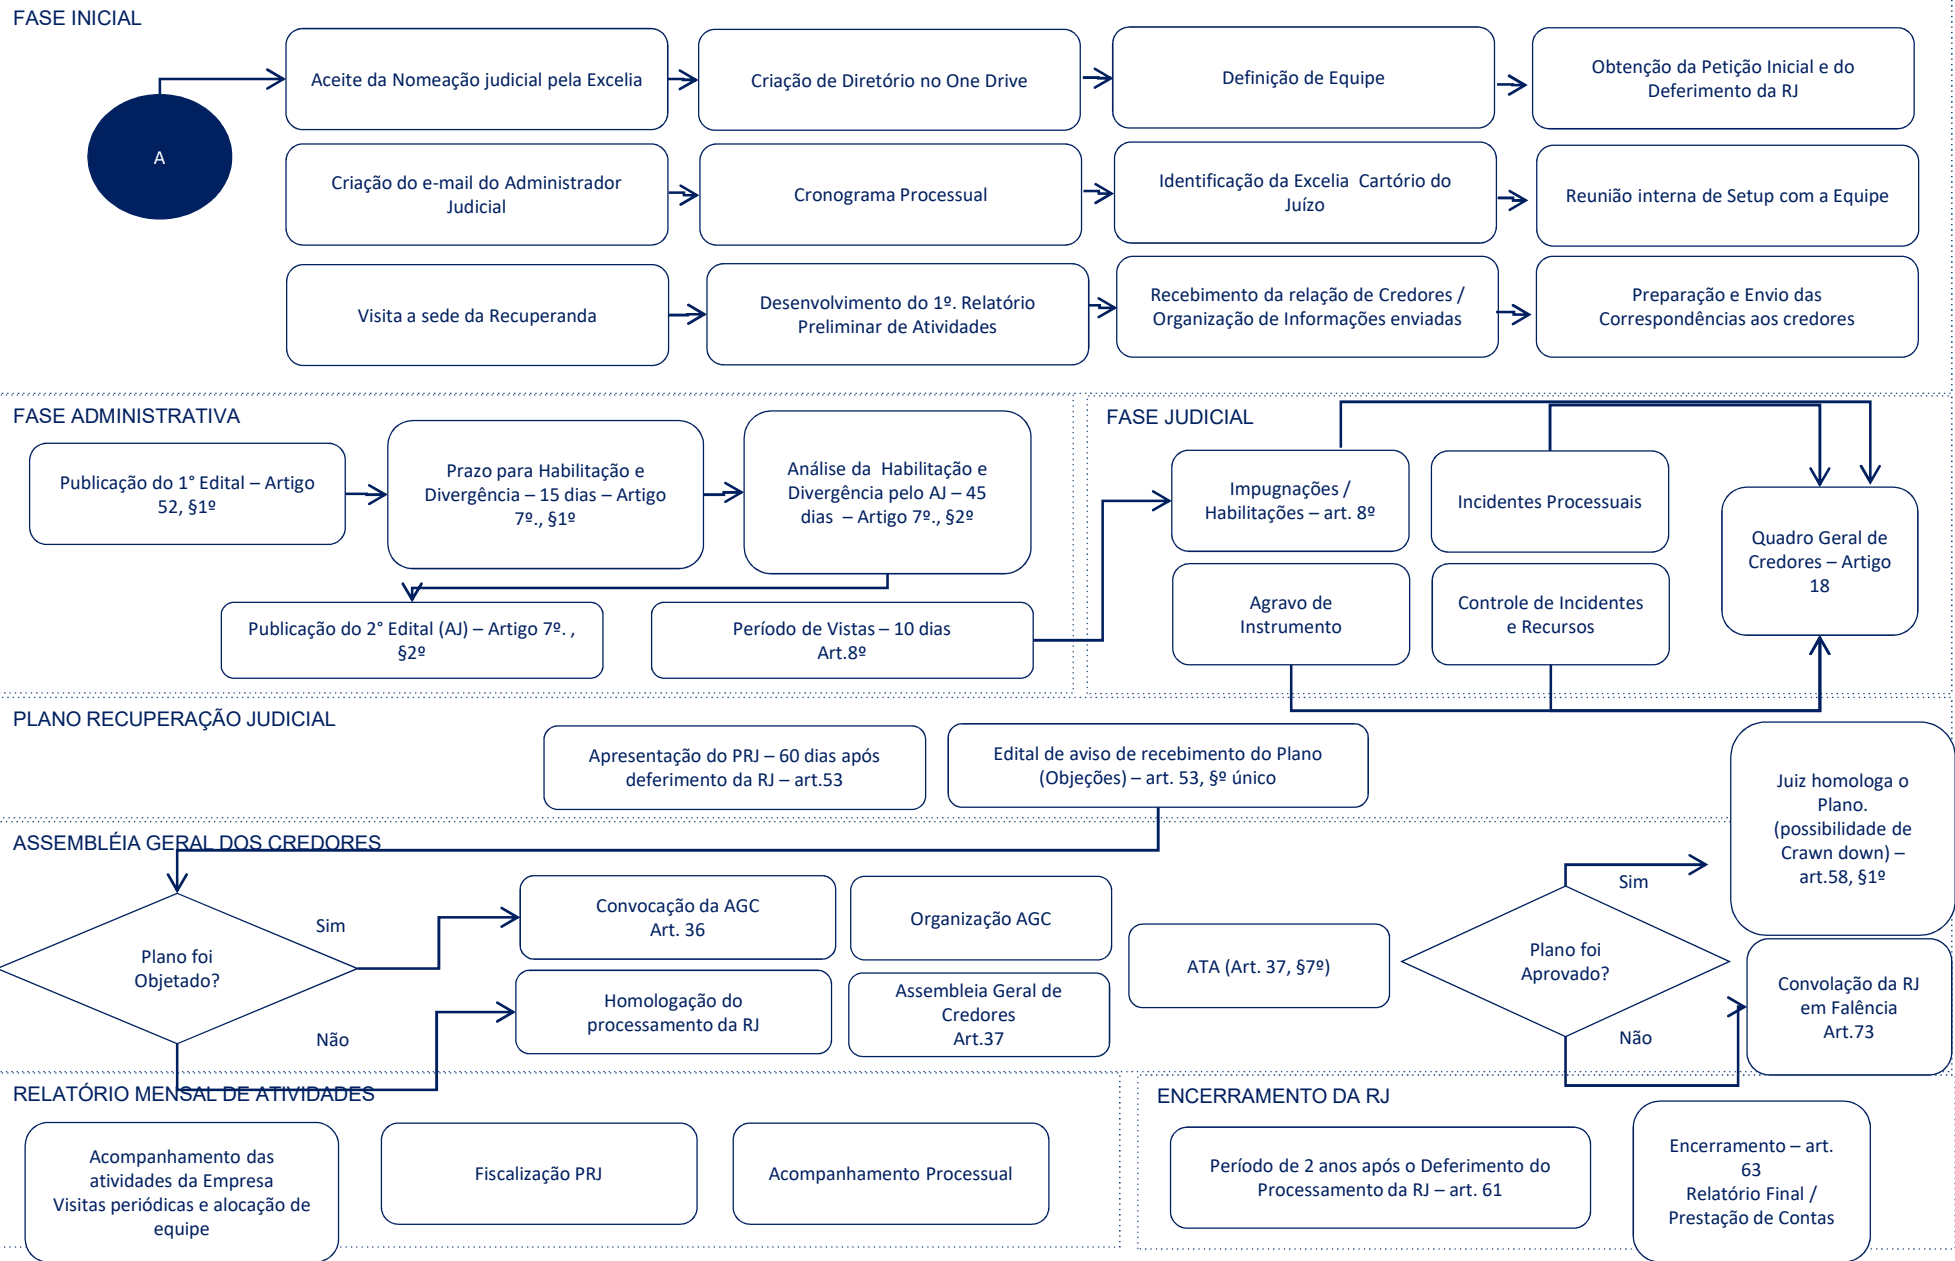 FASE INICIAL
A
Aceite da Nomeação judicial pela Excelia
Criação de Diretório no One Drive
Definição de Equipe
Obtenção da Petição Inicial e do
Deferimento da RJ
Criação do e-mail do Administrador
Judicial
Cronograma Processual
Identificação da Excelia  Cartório do
Juízo
Reunião interna de Setup com a Equipe
Visita a sede da Recuperanda
Desenvolvimento do 1º. Relatório
Preliminar de Atividades
Recebimento da relação de Credores /
Organização de Informações enviadas
Preparação e Envio das
Correspondências aos credores
FASE ADMINISTRATIVA
Publicação do 1° Edital – Artigo
52, §1º
Prazo para Habilitação e
Divergência – 15 dias – Artigo
7º., §1º
Análise da  Habilitação e
Divergência pelo AJ – 45
dias  – Artigo 7º., §2º
Publicação do 2° Edital (AJ) – Artigo 7º. ,
§2º
Período de Vistas – 10 dias
Art.8º
FASE JUDICIAL
Impugnações /
Habilitações – art. 8º
Incidentes Processuais
Agravo de
Instrumento
Controle de Incidentes
e Recursos
Quadro Geral de
Credores – Artigo
18
PLANO RECUPERAÇÃO JUDICIAL
Apresentação do PRJ – 60 dias após
deferimento da RJ – art.53
Edital de aviso de recebimento do Plano
(Objeções) – art. 53, §º único
Juiz homologa o
Plano.
(possibilidade de
Crawn down) –
art.58, §1º
ASSEMBLÉIA GERAL DOS CREDORES
Plano foi
Objetado?
Sim
Não
Convocação da AGC
Art. 36
Organização AGC
Homologação do
processamento da RJ
Assembleia Geral de
Credores
Art.37
ATA (Art. 37, §7º)
Plano foi
Aprovado?
Sim
Não
Convolação da RJ
em Falência
Art.73
RELATÓRIO MENSAL DE ATIVIDADES
Acompanhamento das
atividades da Empresa
Visitas periódicas e alocação de
equipe
Fiscalização PRJ
Acompanhamento Processual
ENCERRAMENTO DA RJ
Período de 2 anos após o Deferimento do
Processamento da RJ – art. 61
Encerramento – art.
63
Relatório Final /
Prestação de Contas